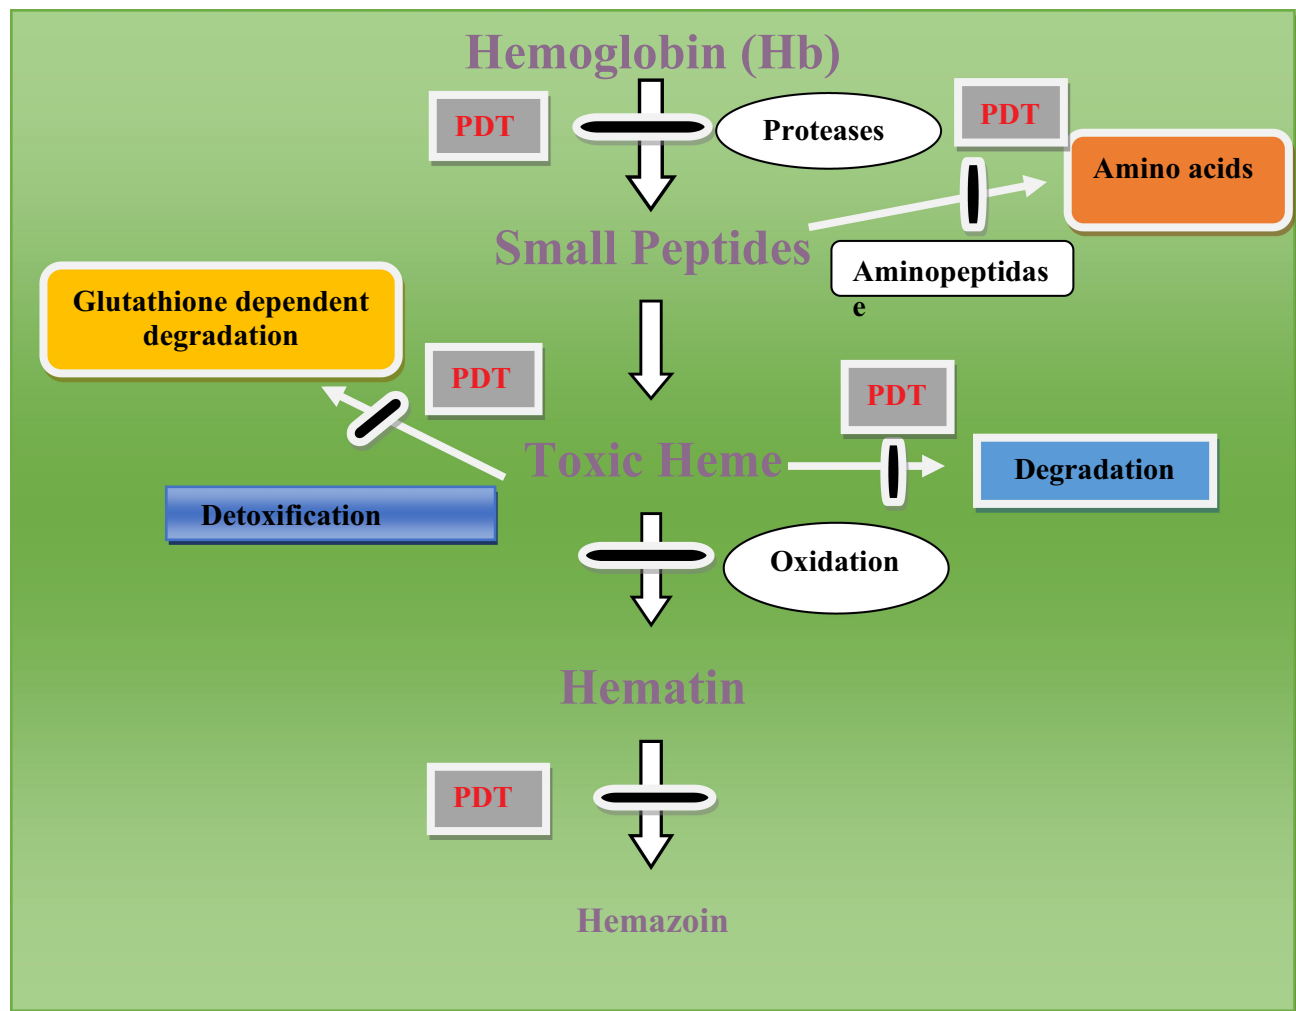 Hemoglobin (Hb)
PDT
Proteases
PDT
Amino acids
Small Peptides
Aminopeptidas
e
Glutathione dependent
degradation
PDT
PDT
Toxic Heme
Degradation
Detoxification
Oxidation
Hematin
PDT
Hemazoin